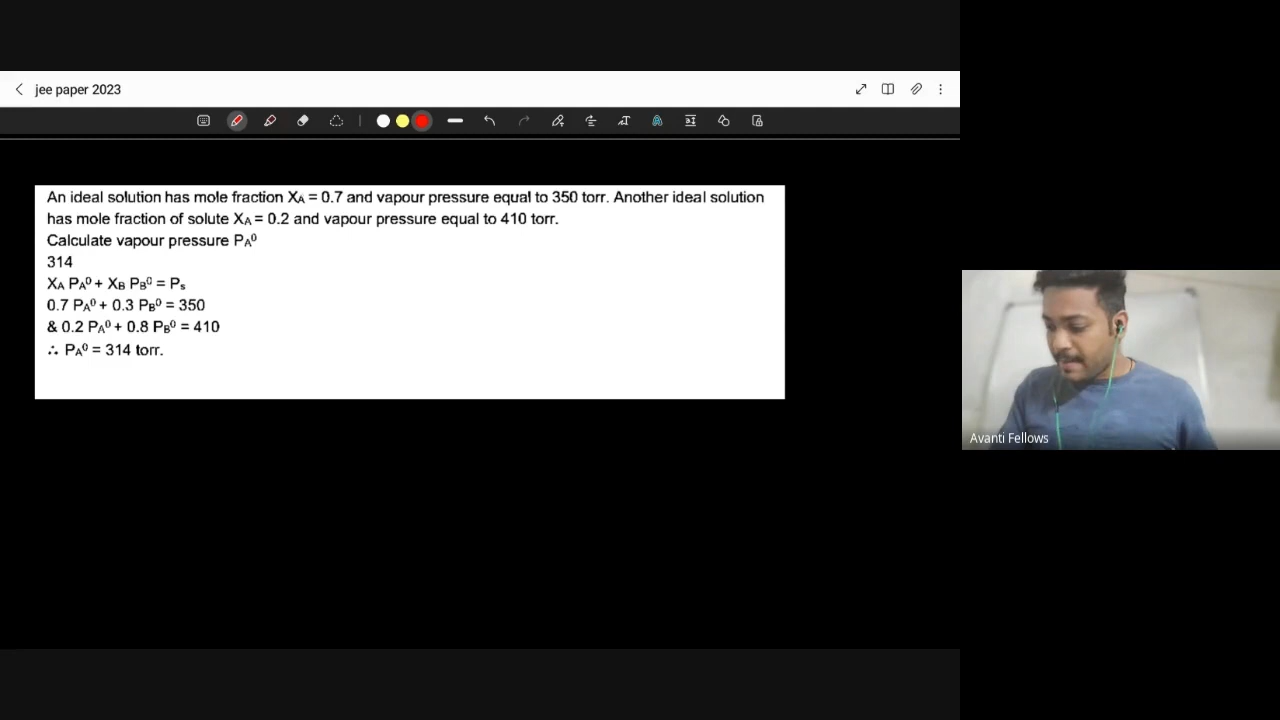 jee paper 2023
An ideal solution has mole fraction XA = 0.7 and vapour pressure equal to 350 torr. Another ideal solution
has mole fraction of solute XA = 0.2 and vapour pressure equal to 410 torr.
Calculate vapour pressure PA⁰
314
XA PA⁰ + XB PB⁰ = Ps
0.7 PA⁰ + 0.3 PB⁰ = 350
& 0.2 PA⁰ + 0.8 PB⁰ = 410
∴ PA⁰ = 314 torr.
Avanti Fellows